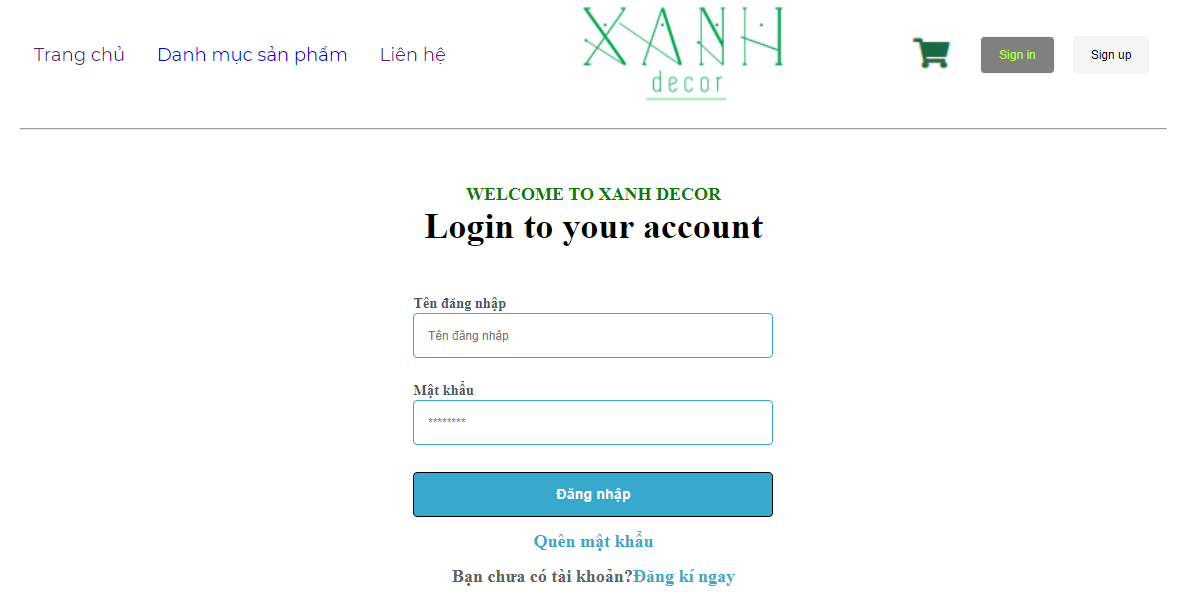 Trang chủ Danh mục sản phẩm Liên hệ
XANH
decor
Sign in Sign up
WELCOME TO XANH DECOR
Login to your account
Tên đăng nhập
Tên đăng nhập
Mật khẩu
********
Đăng nhập
Quên mật khẩu
Bạn chưa có tài khoản?Đăng kí ngay